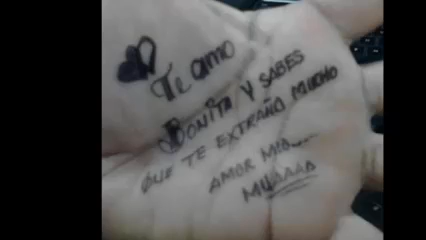 Te amo
BONITA Y SABES
QUE TE EXTRAÑO MUCHO
AMOR MIO....
MUAAAA